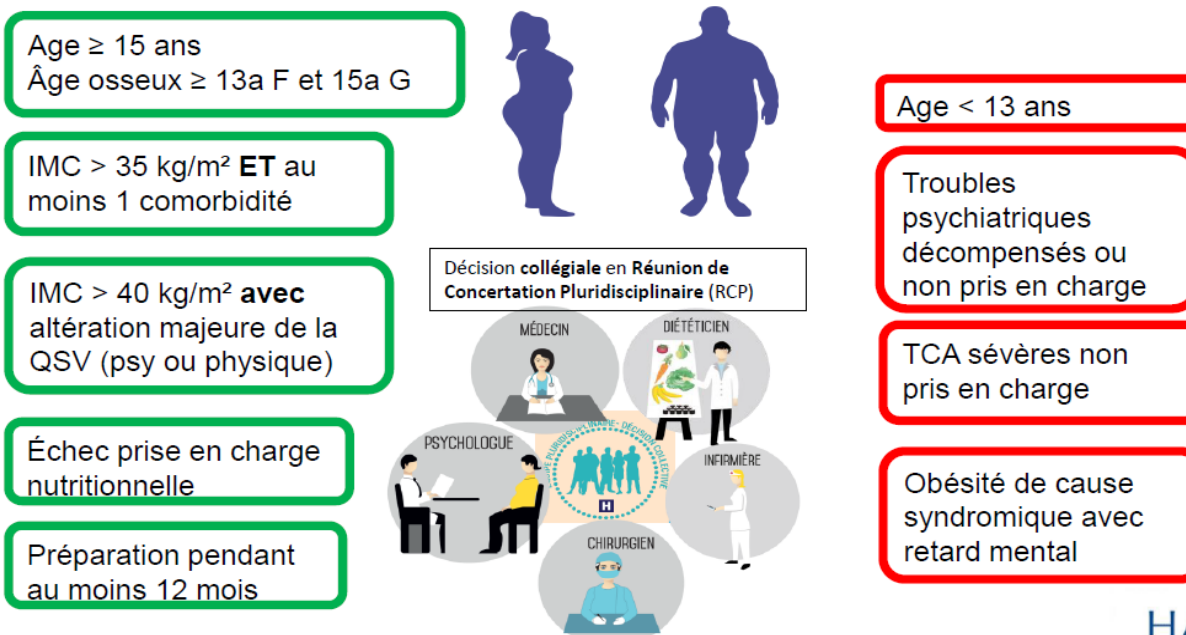 Age ≥ 15 ans
Âge osseux ≥ 13a F et 15a G
IMC > 35 kg/m² ET au
moins 1 comorbidité
IMC > 40 kg/m² avec
altération majeure de la
QSV (psy ou physique)
Échec prise en charge
nutritionnelle
Préparation pendant
au moins 12 mois
Décision collégiale en Réunion de
Concertation Pluridisciplinaire (RCP)
MÉDECIN
DIÉTÉTICIEN
PSYCHOLOGUE
PLURIDISCIPLINAIRE - DÉCISION COLLECTIVE
H
INFIRMIÈRE
CHIRURGIEN
Age < 13 ans
Troubles
psychiatriques
décompensés ou
non pris en charge
TCA sévères non
pris en charge
Obésité de cause
syndromique avec
retard mental